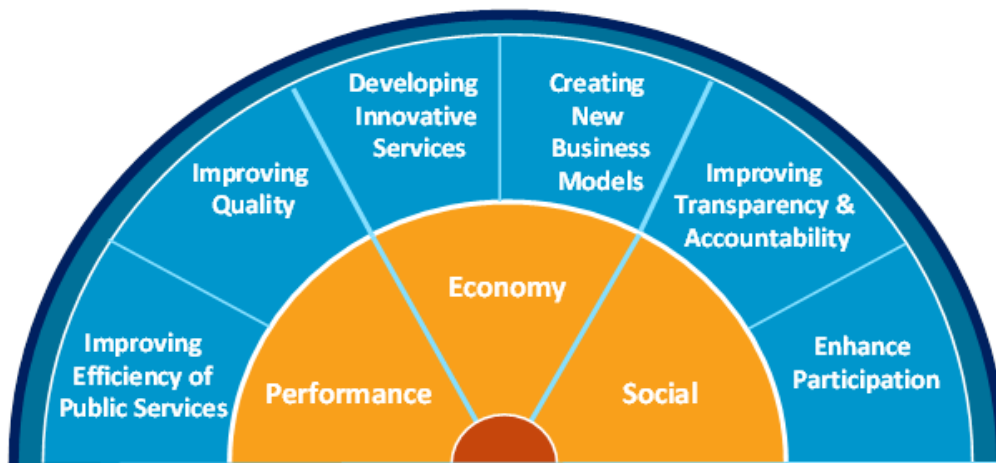 Developing
Innovative
Services
Creating
New
Business
Models
Improving
Quality
Improving
Transparency &
Accountability
Economy
Improving
Efficiency of
Public Services
Performance
Social
Enhance
Participation